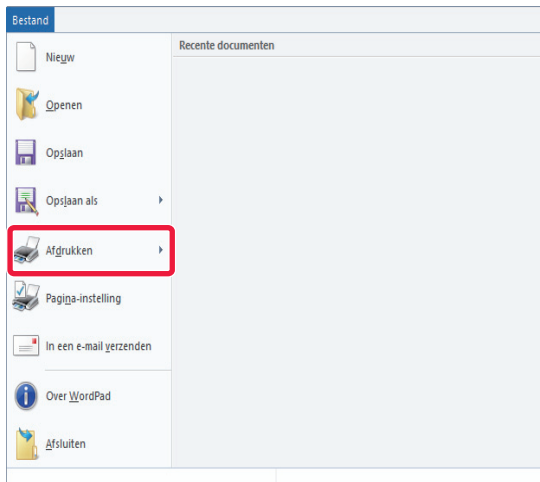 Bestand
Recente documenten
Nieuw
Openen
Opslaan
Opslaan als
Afdrukken
Pagina-instelling
In een e-mail verzenden
Over WordPad
Afsluiten